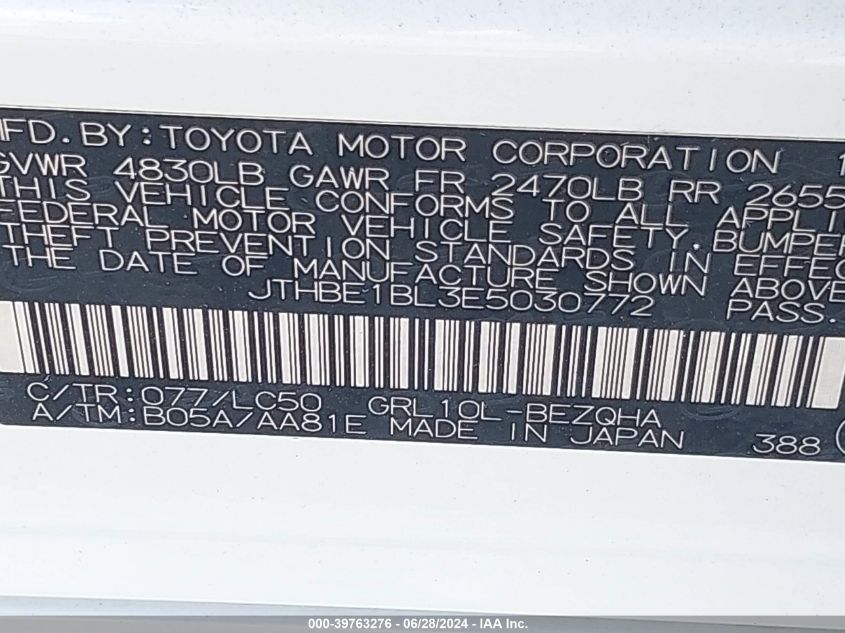 MFD. BY: TOYOTA MOTOR CORPORATION 1
GVWR 4830LB GAWR FR 2470LB RR 2655
THIS VEHICLE CONFORMS TO ALL APPLI
FEDERAL MOTOR VEHICLE SAFETY, BUMPER
THEFT PREVENTION STANDARDS IN EFFEC
THE DATE OF MANUFACTURE SHOWN ABOVE
JTHBE1BL3E5030772 PASS.
C/TR:077/LC50 GRL10L-BEZQHA
A/TM:B05A/AA81E MADE IN JAPAN 388
000-39763276 / 06/28/2024 - IAA Inc.